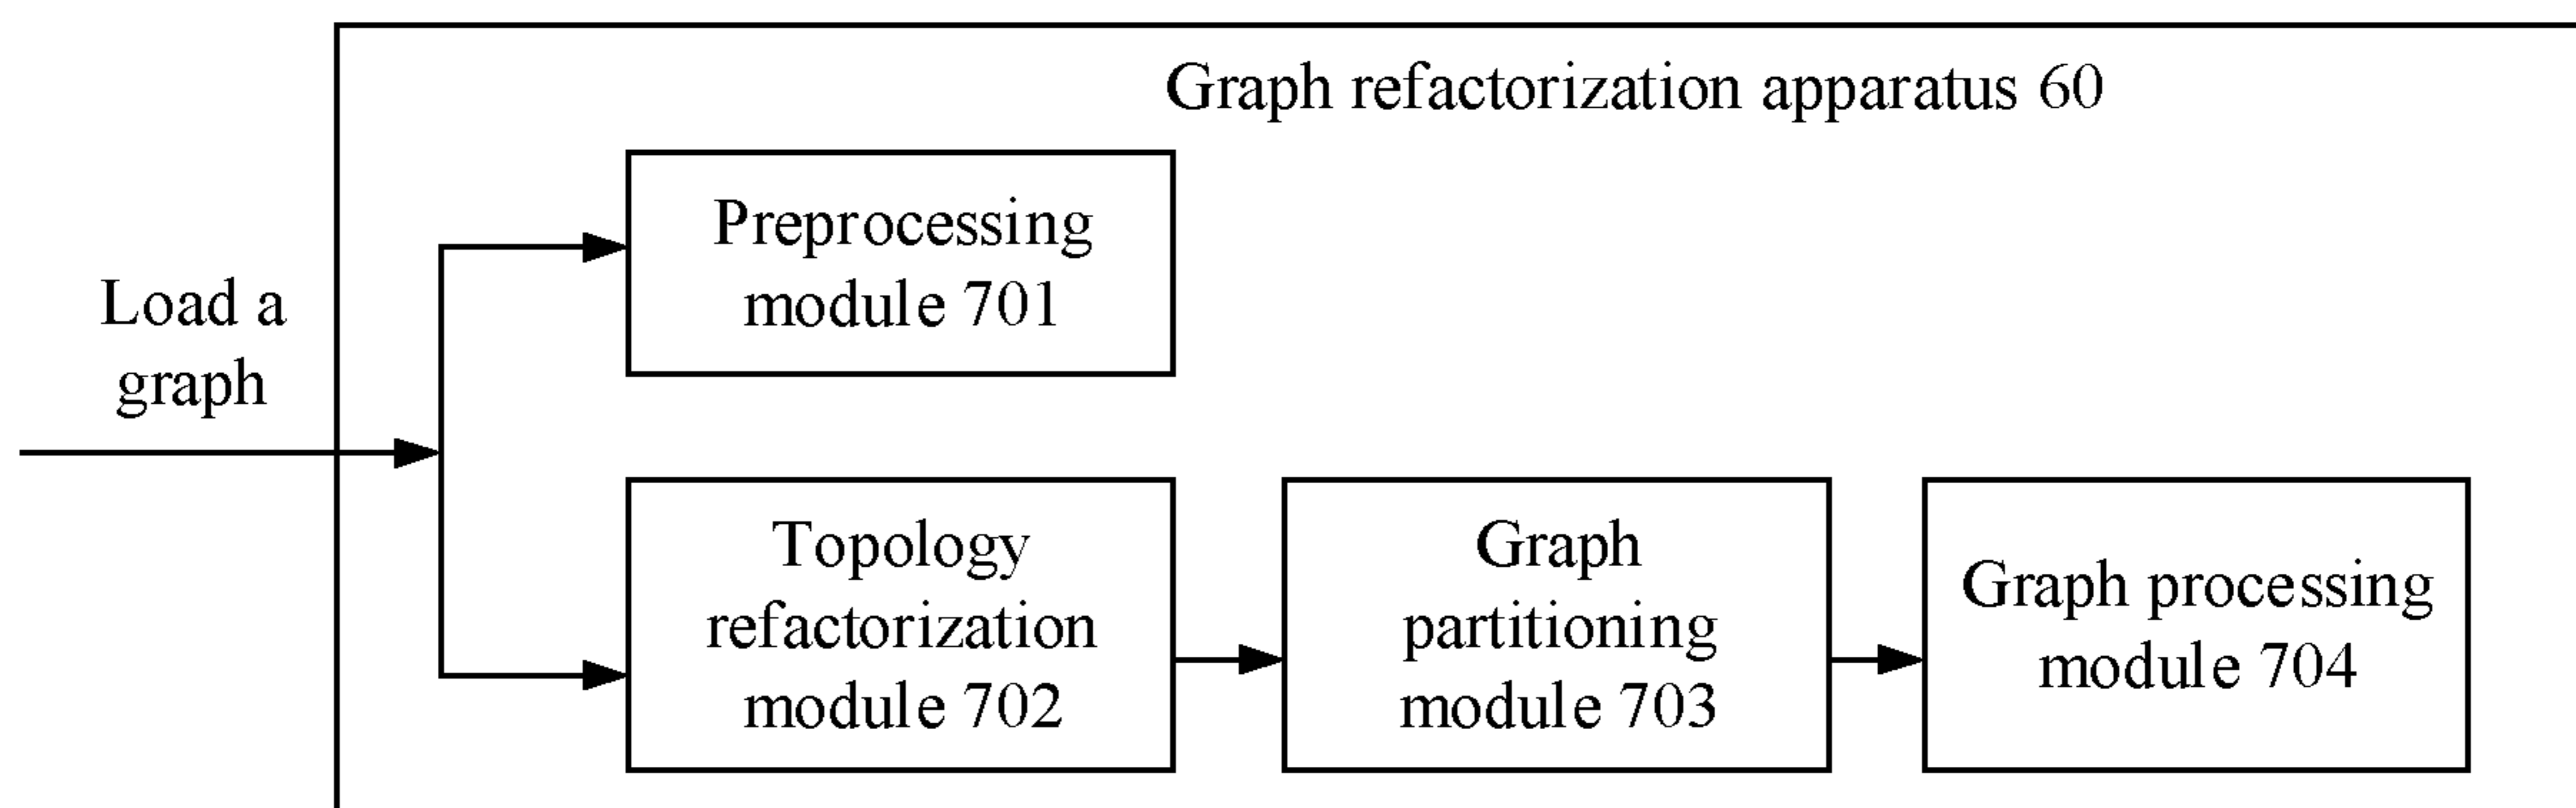 Graph refactorization apparatus 60
Preprocessing
module 701
Load a
graph
Topology
refactorization
module 702
Graph
partitioning
module 703
Graph processing
module 704